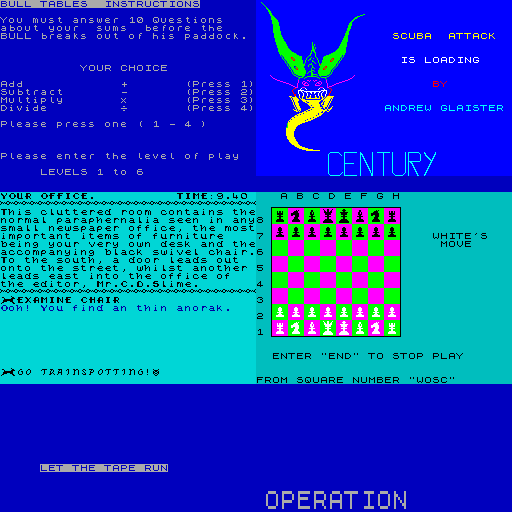 BULL TABLES INSTRUCTIONS
You must answer 10 Questions
about your sums before the
BULL breaks out of his paddock.
YOUR CHOICE
Add + (Press 1)
Subtract - (Press 2)
Multiply x (Press 3)
Divide ÷ (Press 4)
Please press one ( 1 - 4 )
Please enter the level of play
LEVELS 1 to 6
SCUBA ATTACK
IS LOADING
BY
ANDREW GLAISTER
CENTURY
YOUR OFFICE. TIME:9.40
This cluttered room contains the
normal paraphernalia seen in any
small newspaper office, the most
important items of furniture
being your very own desk and the
accompanying black swivel chair.
To the south, a door leads out
onto the street, whilst another
leads east into the office of
the editor, Mr.C.D.Slime.
EXAMINE CHAIR
Ooh! You find an thin anorak.
GO TRAINSPOTTING!
A B C D E F G H
8
7
6
5
4
3
2
1
WHITE'S
MOVE
ENTER "END" TO STOP PLAY
FROM SQUARE NUMBER "WOSC"
LET THE TAPE RUN
OPERATION